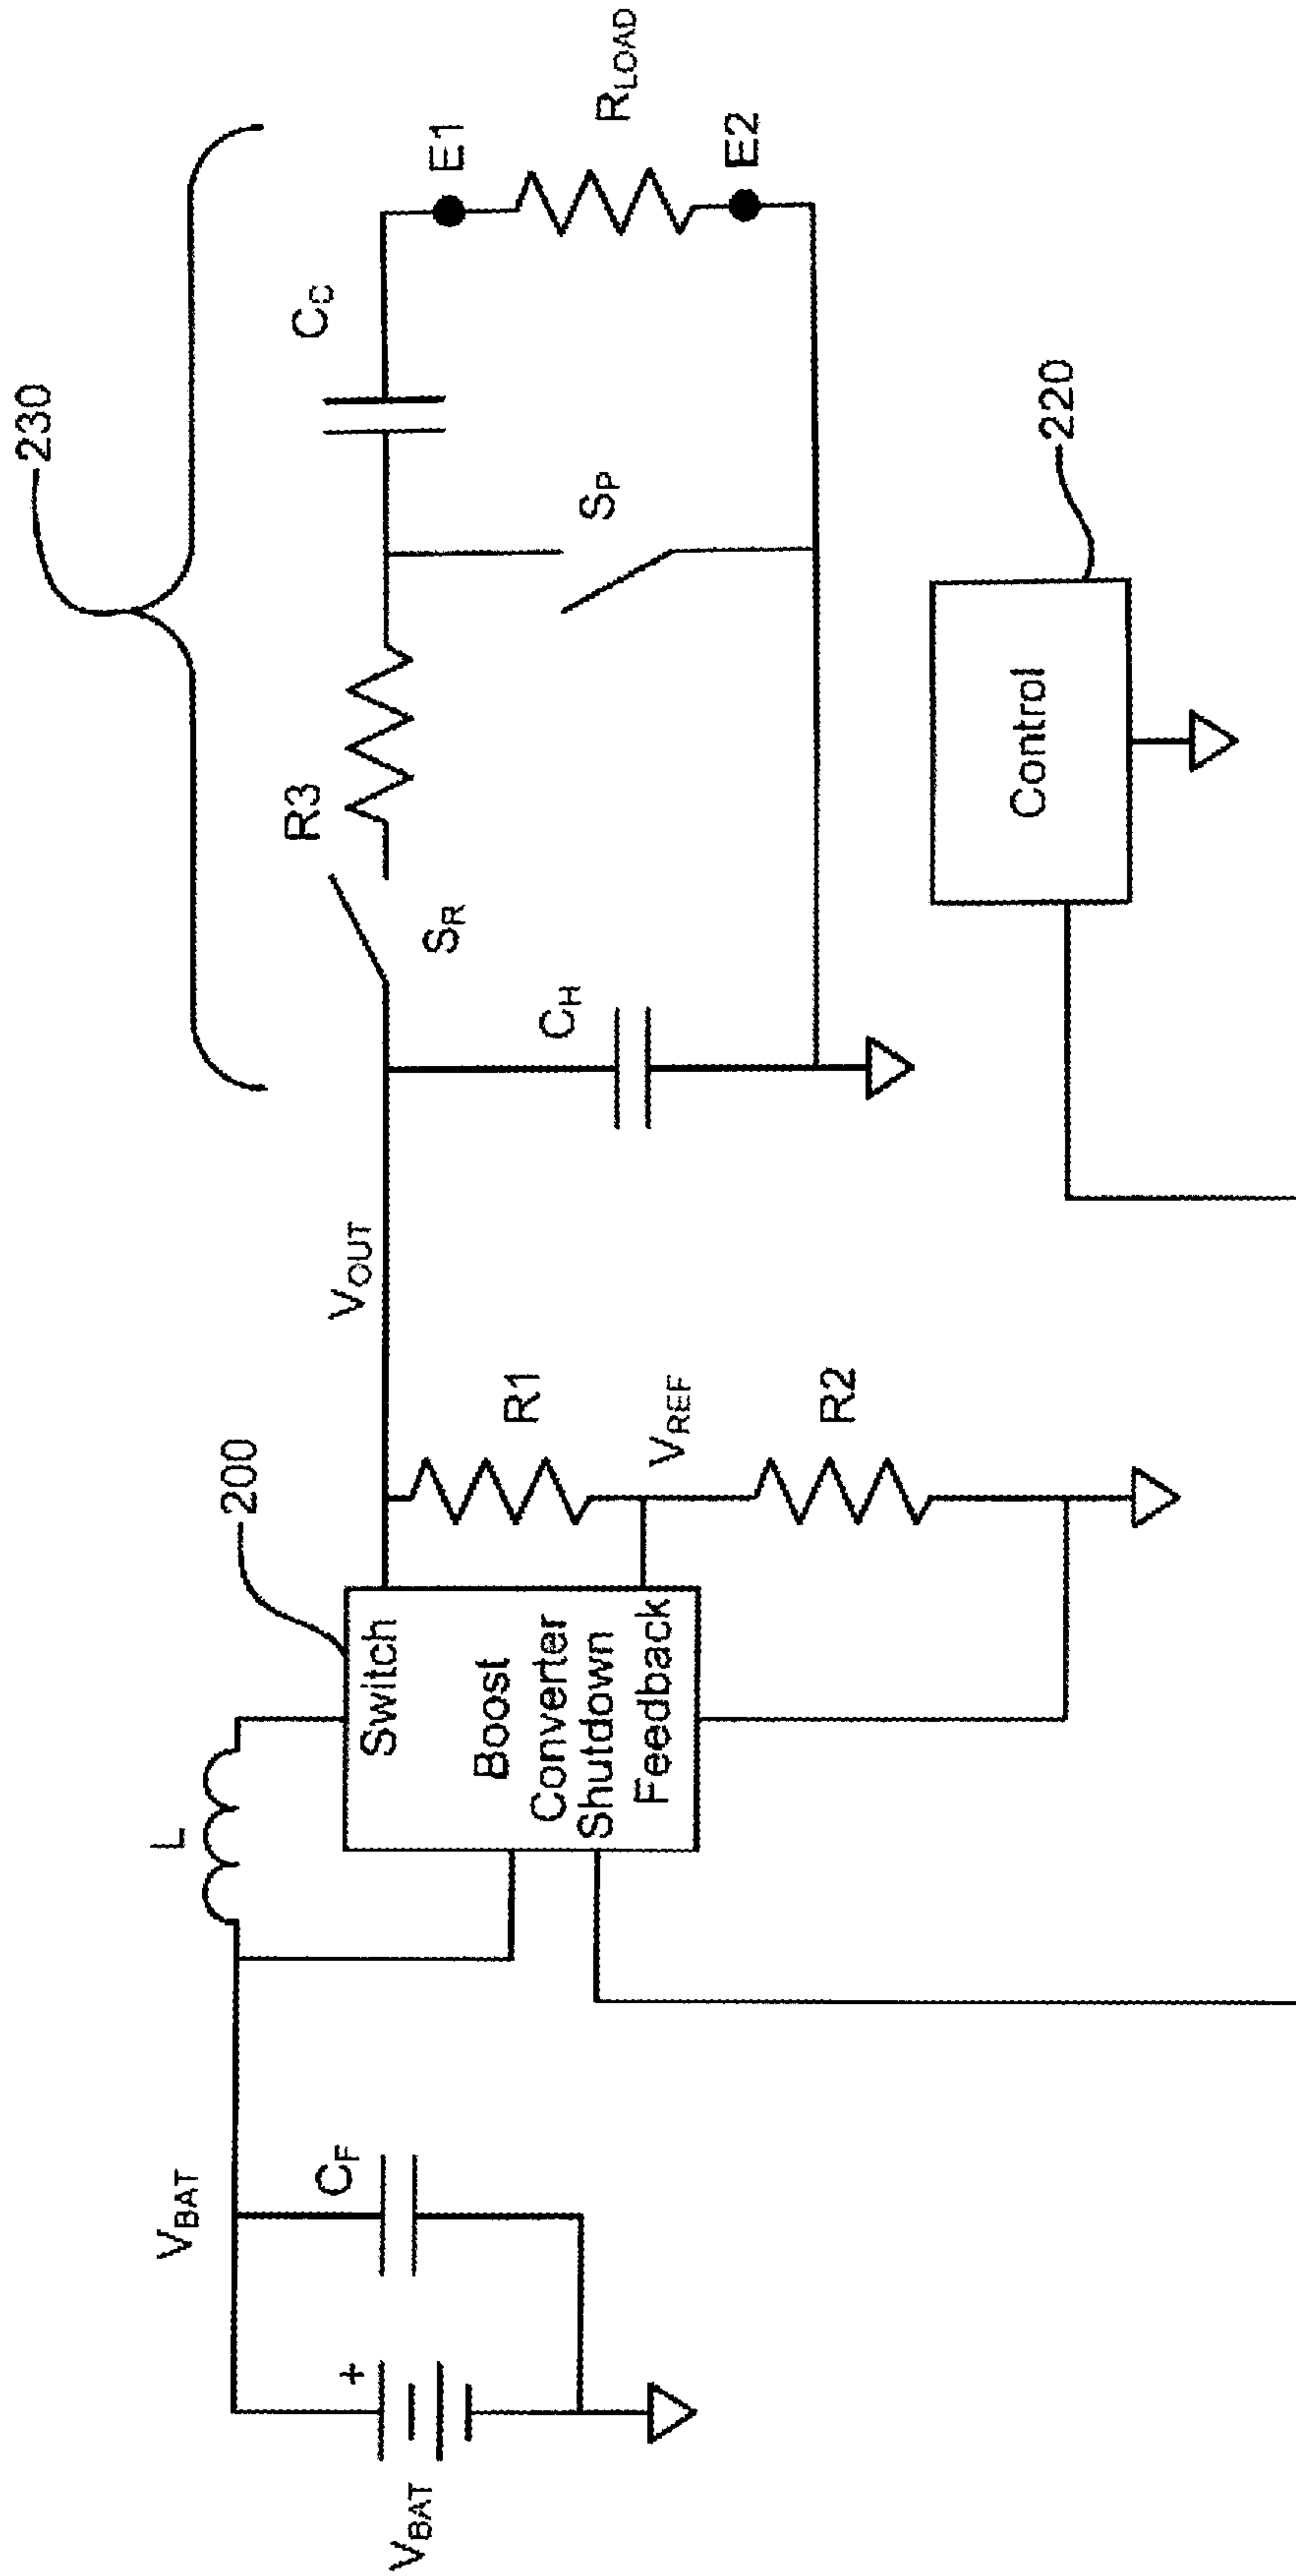 230
V_BAT
V_BAT
+
C_F
L
200
Switch
Boost
Converter
Shutdown
Feedback
R1
V_REF
R2
V_OUT
C_H
S_R
R3
S_P
C_C
E1
R_LOAD
E2
Control
220